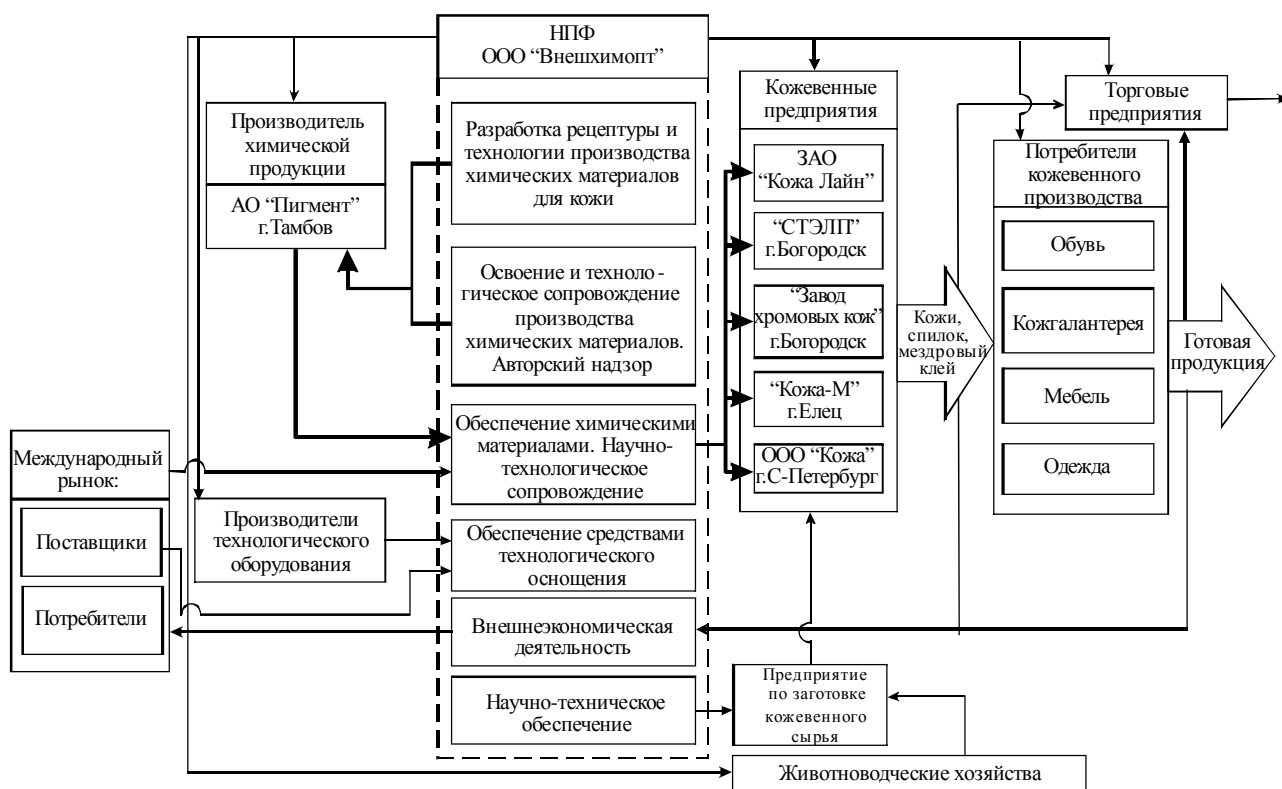 НПФ
ООО “Внешхимопт”
Производитель
химической
продукции
АО “Пигмент”
г.Тамбов
Разработка рецептуры и
технологии производства
химических материалов
для кожи
Освоение и техноло -
гическое сопровождение
производства
химических материалов.
Авторский надзор
Обеспечение химическими
материалами. Научно-
технологическое
сопровождение
Обеспечение средствами
технологического
оснощения
Внешнеэкономическая
деятельность
Научно-техническое
обеспечение
Международный
рынок:
Поставщики
Потребители
Производители
технологического
оборудования
Кожевенные
предприятия
ЗАО
“Кожа Лайн”
“СТЭЛП”
г.Богородск
“Завод
хромовых кож”
г.Богородск
“Кожа-М”
г.Елец
ООО “Кожа”
г.С-Петербург
Кожи,
спилок,
мездровый
клей
Торговые
предприятия
Потребители
кожевенного
производства
Обувь
Кожгалантерея
Мебель
Одежда
Готовая
продукция
Предприятие
по заготовке
кожевенного
сырья
Животноводческие хозяйства